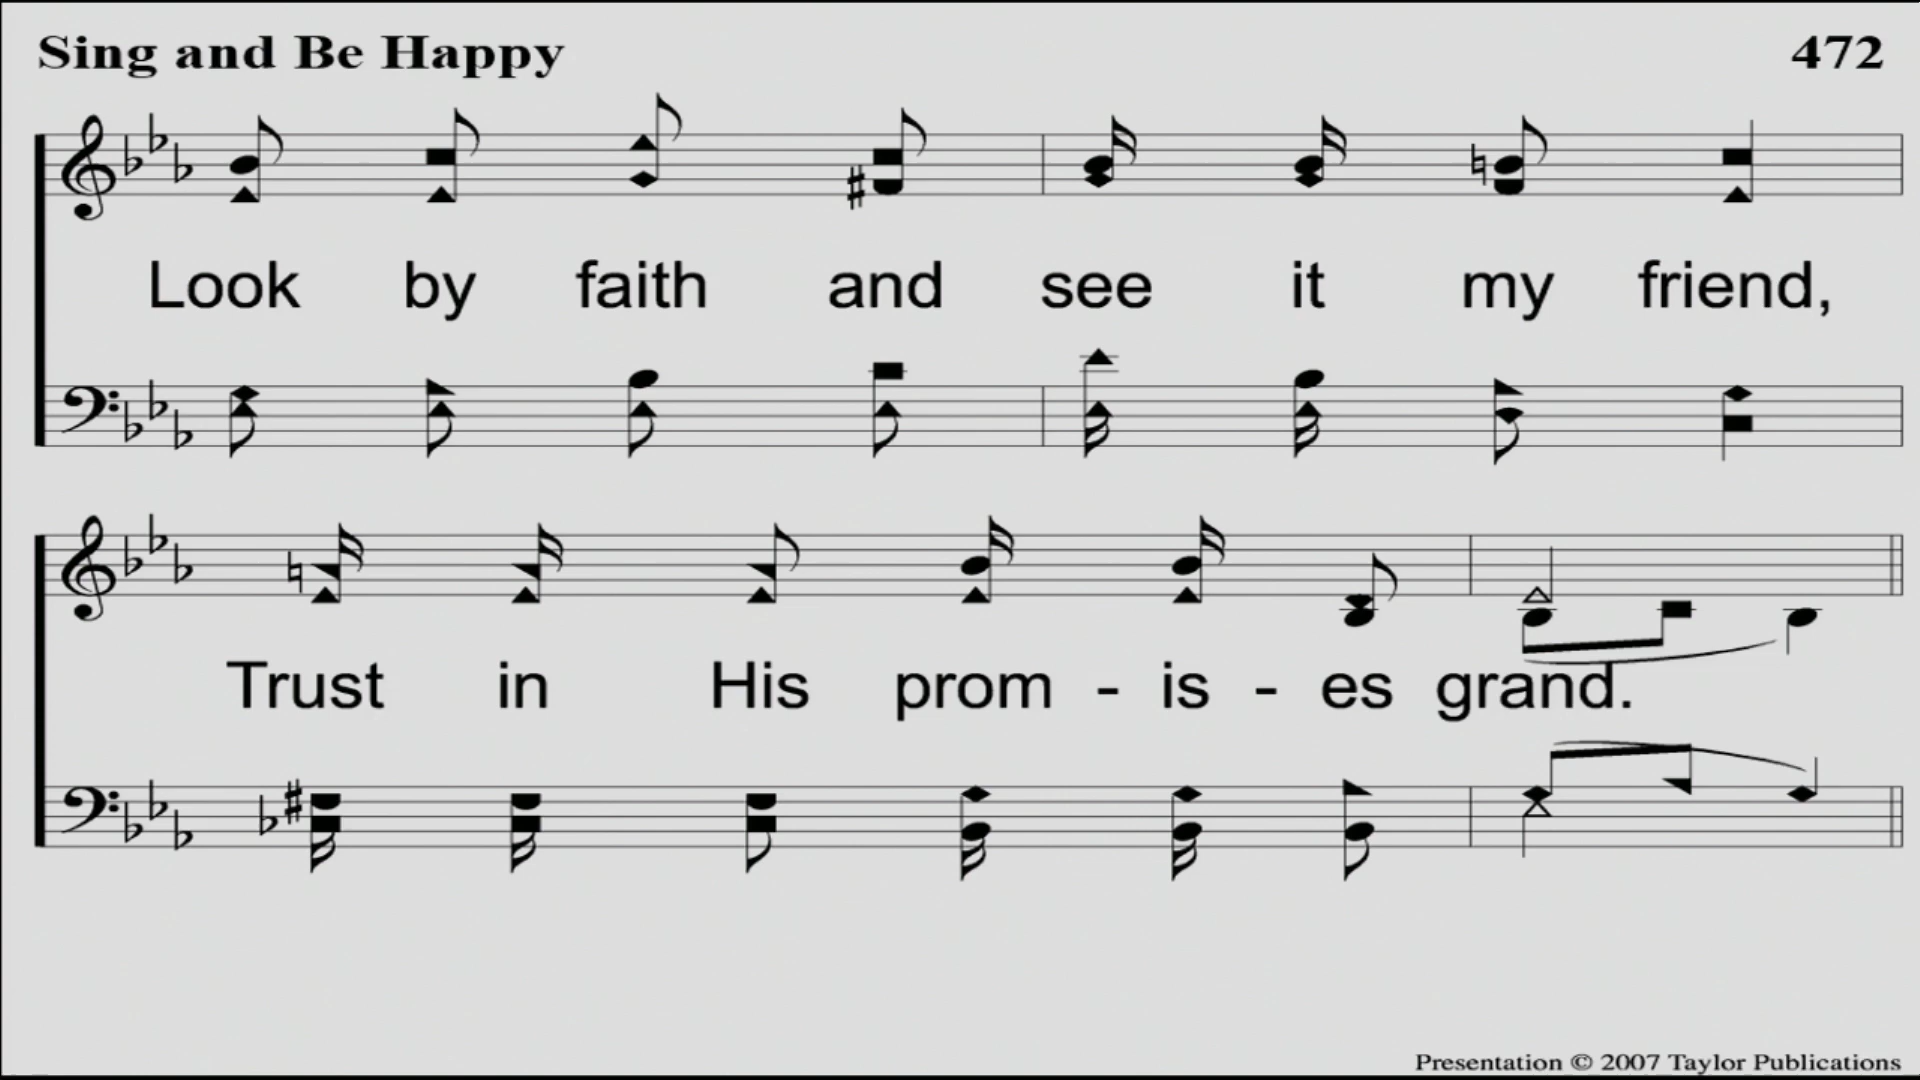 Sing and Be Happy 472
Look by faith and see it my friend,
Trust in His prom - is - es grand.
Presentation © 2007 Taylor Publications